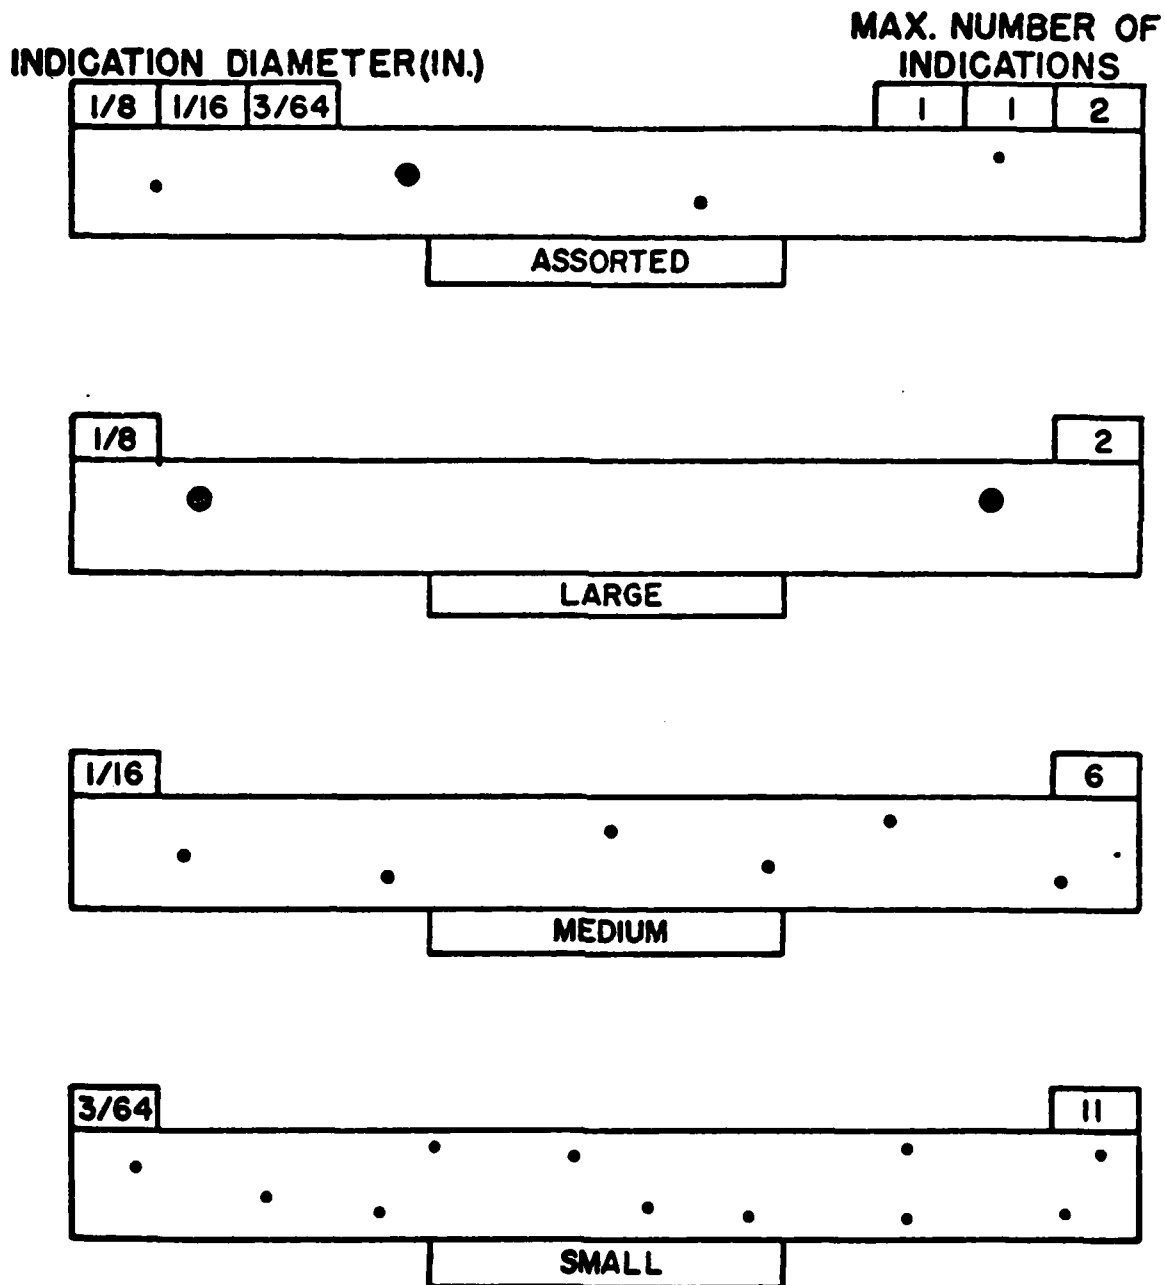 MAX. NUMBER OF
INDICATION DIAMETER(IN.) INDICATIONS
1/8 1/16 3/64 1 1 2
ASSORTED
1/8 2
LARGE
1/16 6
MEDIUM
3/64 11
SMALL